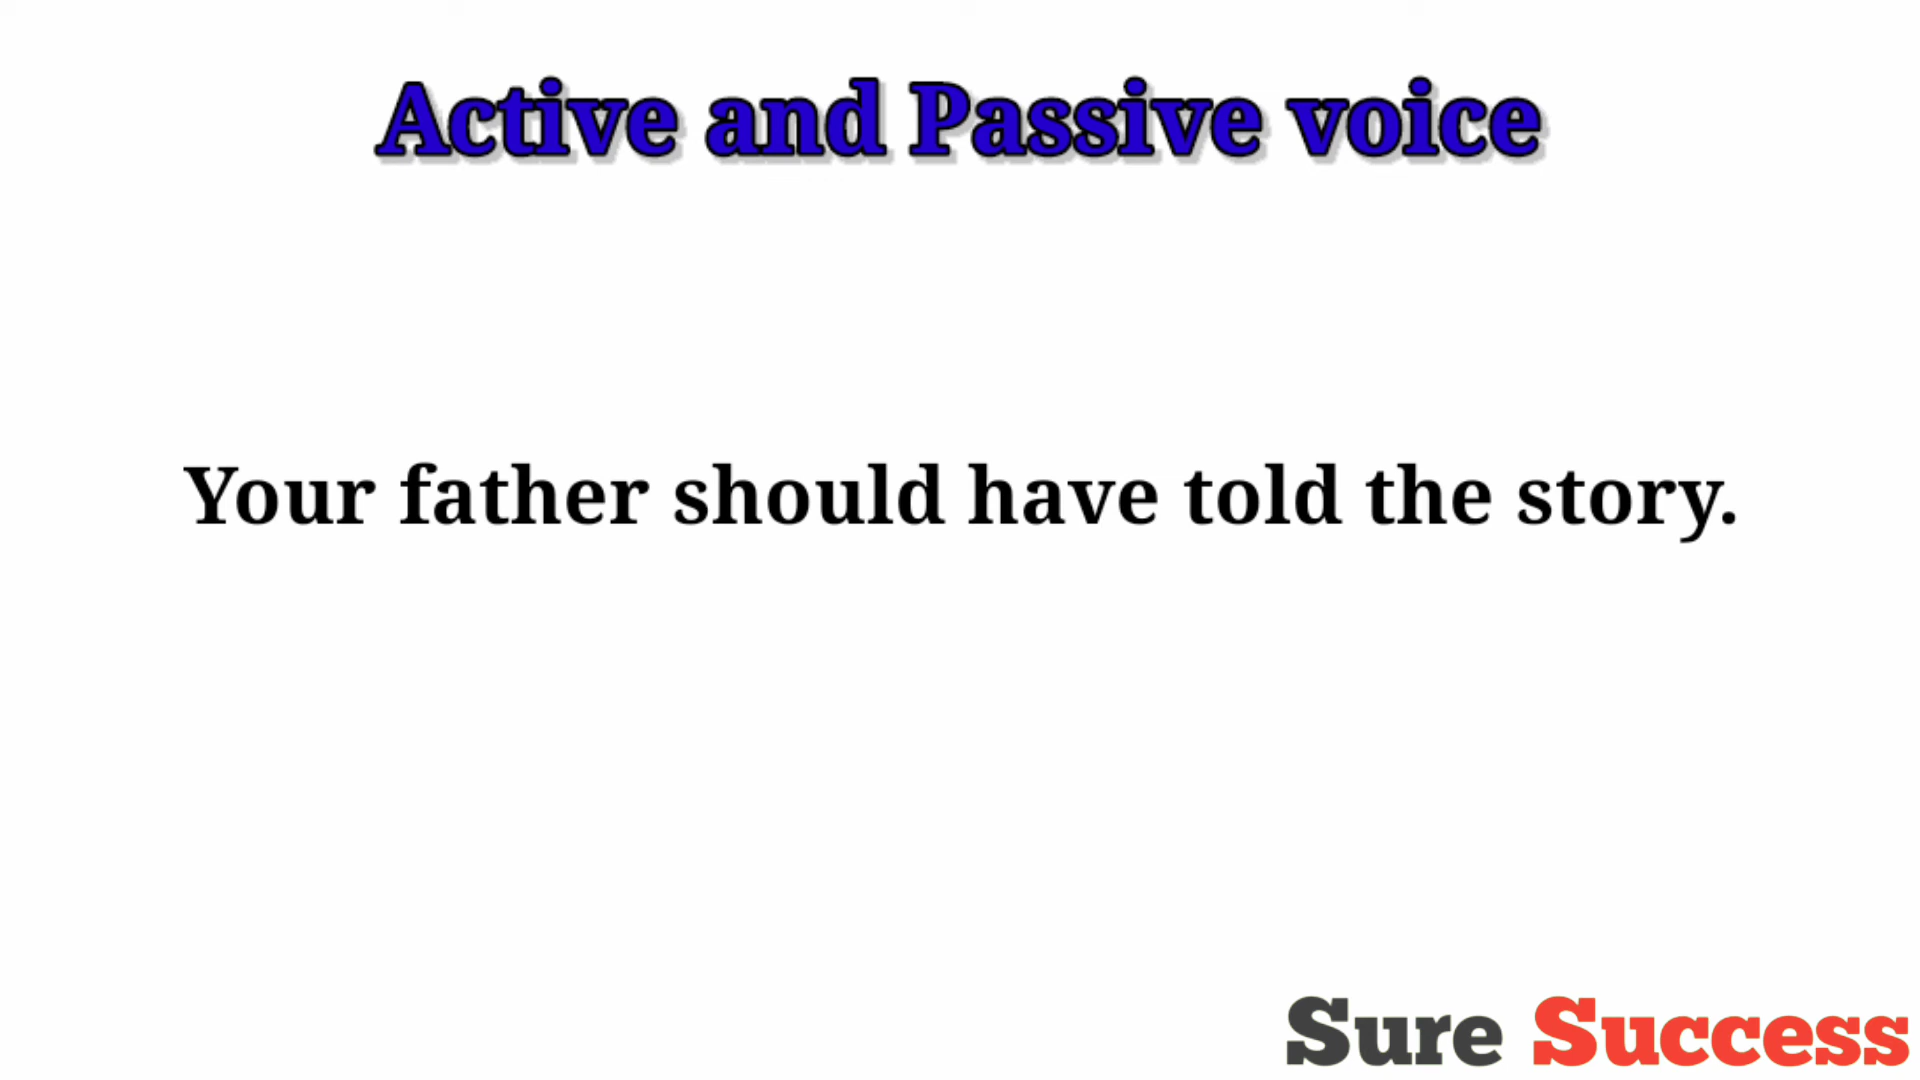 Active and Passive voice
Your father should have told the story.
Sure Success